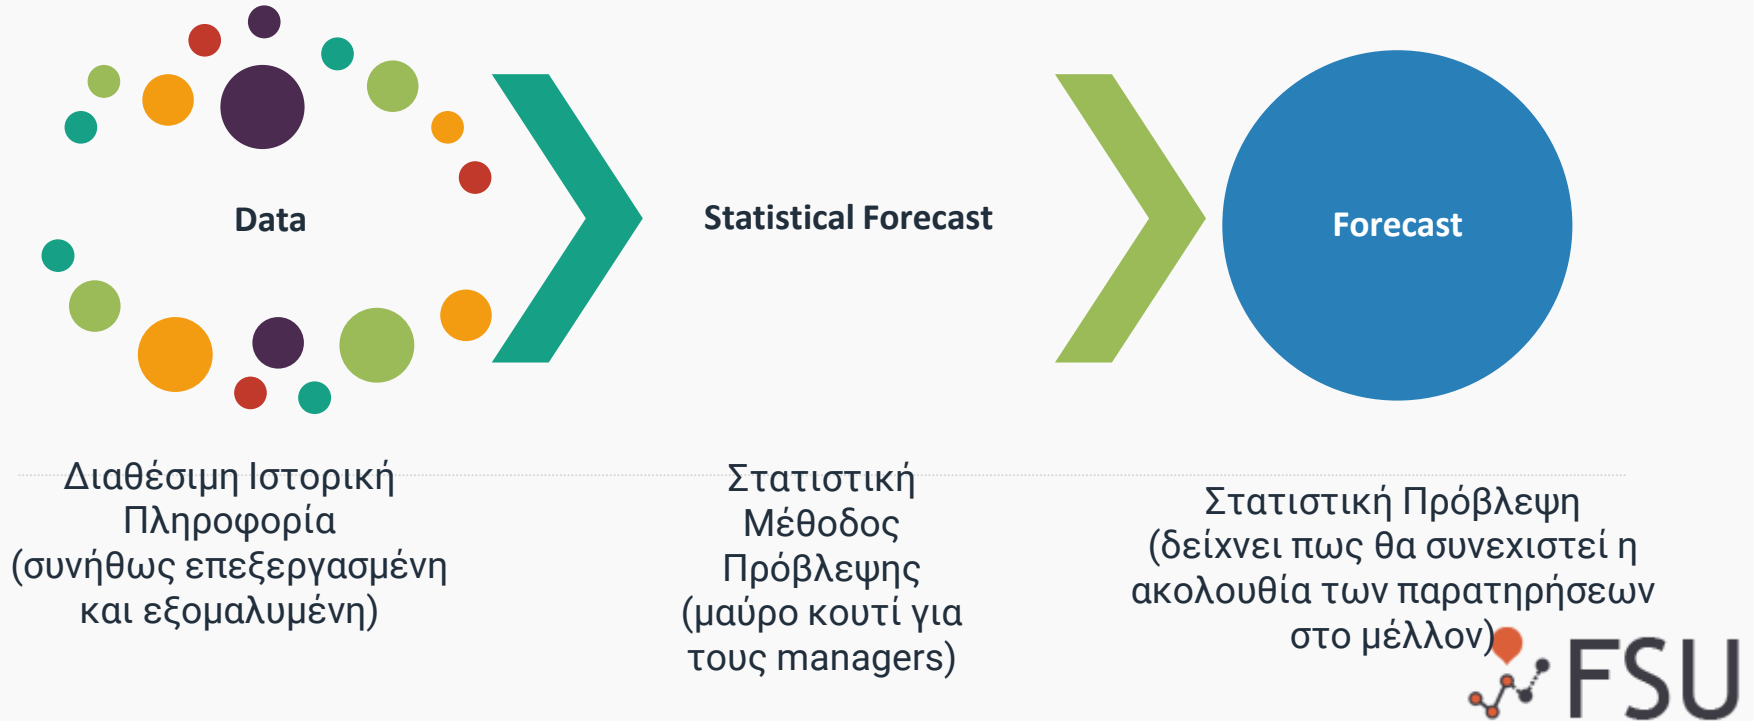 Data
Statistical Forecast
Forecast
Διαθέσιμη Ιστορική
Πληροφορία
(συνήθως επεξεργασμένη
και εξομαλυμένη)
Στατιστική
Μέθοδος
Πρόβλεψης
(μαύρο κουτί για
τους managers)
Στατιστική Πρόβλεψη
(δείχνει πως θα συνεχιστεί η
ακολουθία των παρατηρήσεων
στο μέλλον)
FSU